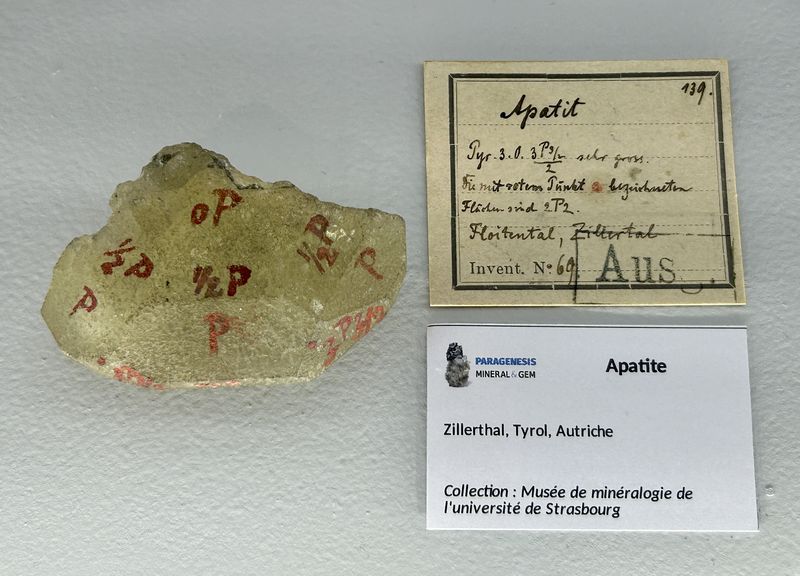 oP
½P
½P
P
½P
P
P
139.
Apatit
Pyr. 3. O. 3P3/2 sehr gross.
2
Die mit rotem Punkt bezeichneten
Flächen sind 2P2.
Floitental, Zillertal
Invent. Nº 69
Aus
PARAGENESIS
MINERAL & GEM
Apatite
Zillerthal, Tyrol, Autriche
Collection : Musée de minéralogie de
l'université de Strasbourg